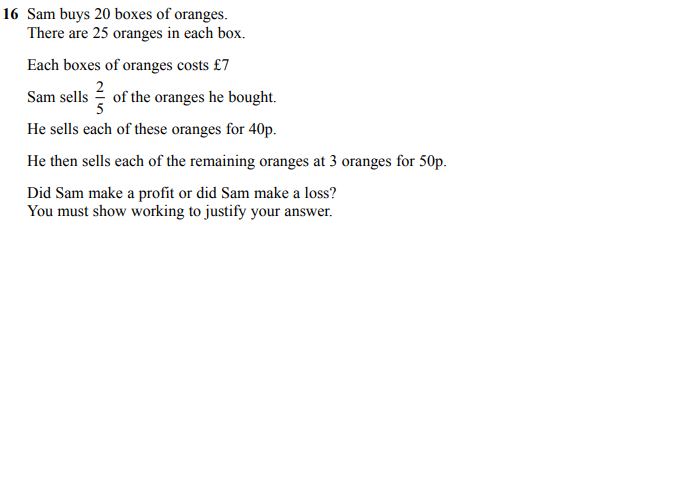 16 Sam buys 20 boxes of oranges.
There are 25 oranges in each box.
Each boxes of oranges costs £7
Sam sells 2/5 of the oranges he bought.
He sells each of these oranges for 40p.
He then sells each of the remaining oranges at 3 oranges for 50p.
Did Sam make a profit or did Sam make a loss?
You must show working to justify your answer.